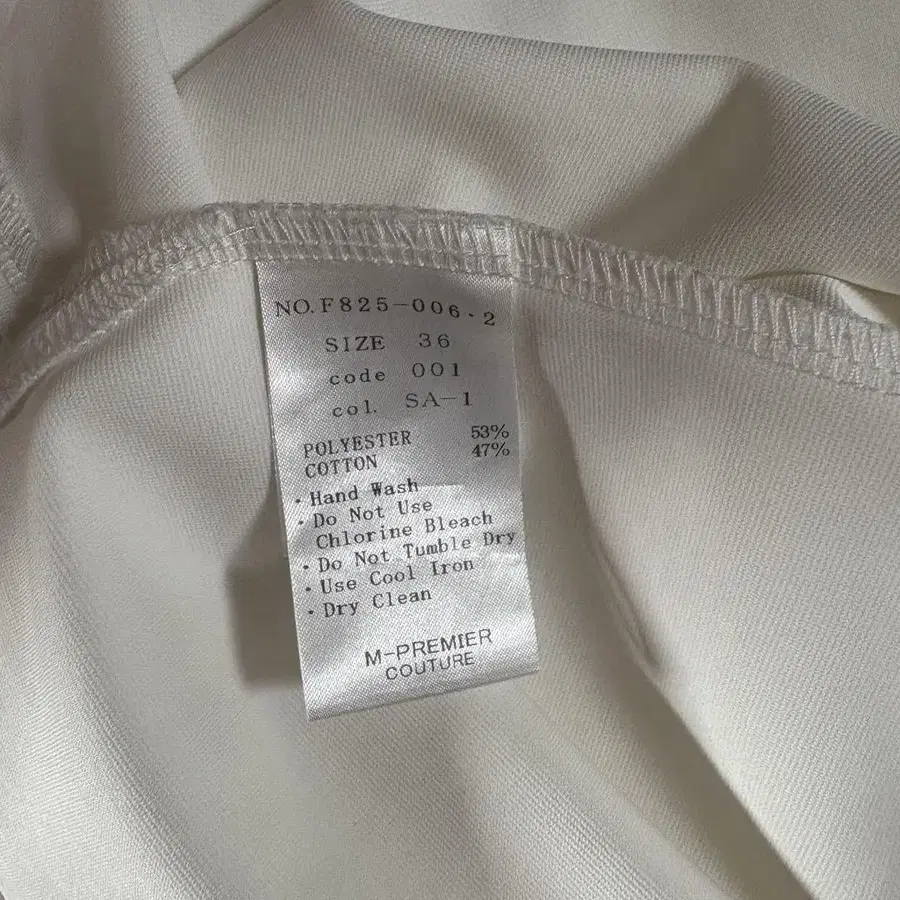 NO.F825-006-2
SIZE 36
code 001
col. SA-1
POLYESTER 53%
COTTON 47%
· Hand Wash
· Do Not Use
Chlorine Bleach
· Do Not Tumble Dry
· Use Cool Iron
· Dry Clean
M-PREMIER
COUTURE